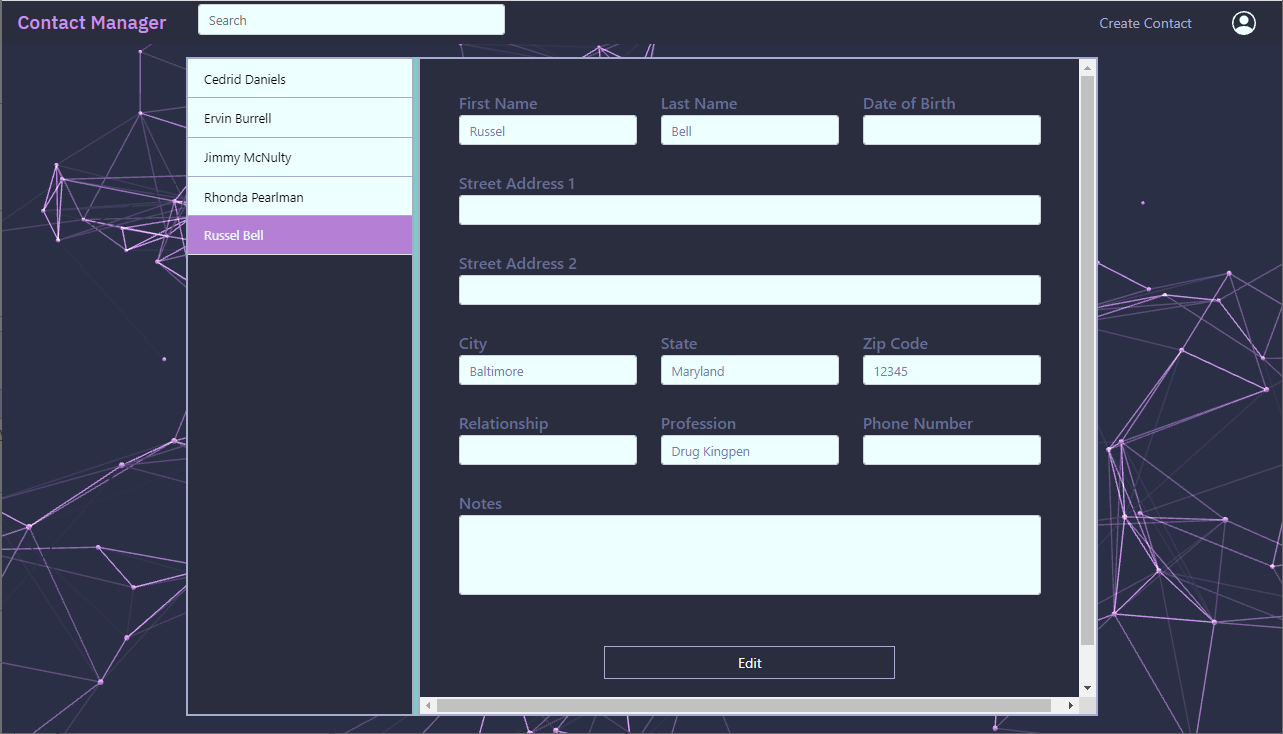 Contact Manager
Search
Create Contact
Cedrid Daniels
Ervin Burrell
Jimmy McNulty
Rhonda Pearlman
Russel Bell
First Name Last Name Date of Birth
Russel Bell
Street Address 1
Street Address 2
City State Zip Code
Baltimore Maryland 12345
Relationship Profession Phone Number
Drug Kingpen
Notes
Edit